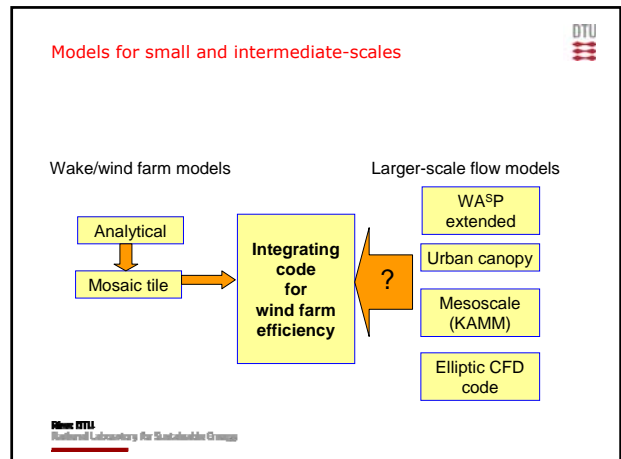 DTU
Models for small and intermediate-scales
Wake/wind farm models
Larger-scale flow models
Analytical
Mosaic tile
Integrating
code
for
wind farm
efficiency
?
WASP
extended
Urban canopy
Mesoscale
(KAMM)
Elliptic CFD
code
Risø DTU
National Laboratory for Sustainable Energy